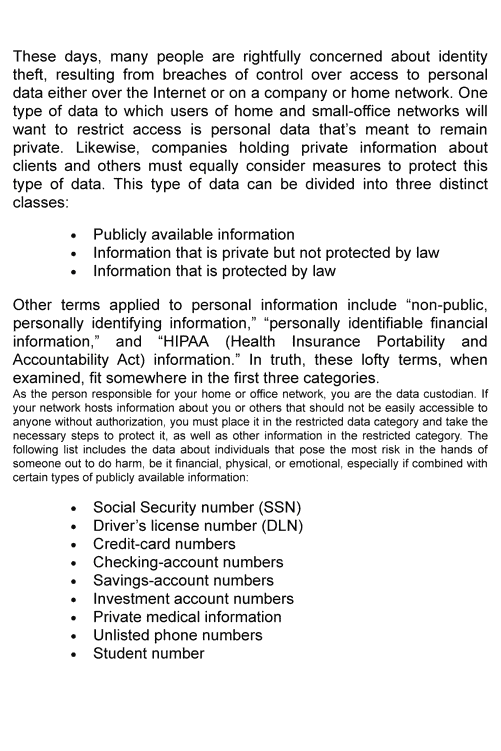 These days, many people are rightfully concerned about identity
theft, resulting from breaches of control over access to personal
data either over the Internet or on a company or home network. One
type of data to which users of home and small-office networks will
want to restrict access is personal data that’s meant to remain
private. Likewise, companies holding private information about
clients and others must equally consider measures to protect this
type of data. This type of data can be divided into three distinct
classes:
• Publicly available information
• Information that is private but not protected by law
• Information that is protected by law
Other terms applied to personal information include “non-public,
personally identifying information,” “personally identifiable financial
information,” and “HIPAA (Health Insurance Portability and
Accountability Act) information.” In truth, these lofty terms, when
examined, fit somewhere in the first three categories.
As the person responsible for your home or office network, you are the data custodian. If
your network hosts information about you or others that should not be easily accessible to
anyone without authorization, you must place it in the restricted data category and take the
necessary steps to protect it, as well as other information in the restricted category. The
following list includes the data about individuals that pose the most risk in the hands of
someone out to do harm, be it financial, physical, or emotional, especially if combined with
certain types of publicly available information:
• Social Security number (SSN)
• Driver’s license number (DLN)
• Credit-card numbers
• Checking-account numbers
• Savings-account numbers
• Investment account numbers
• Private medical information
• Unlisted phone numbers
• Student number